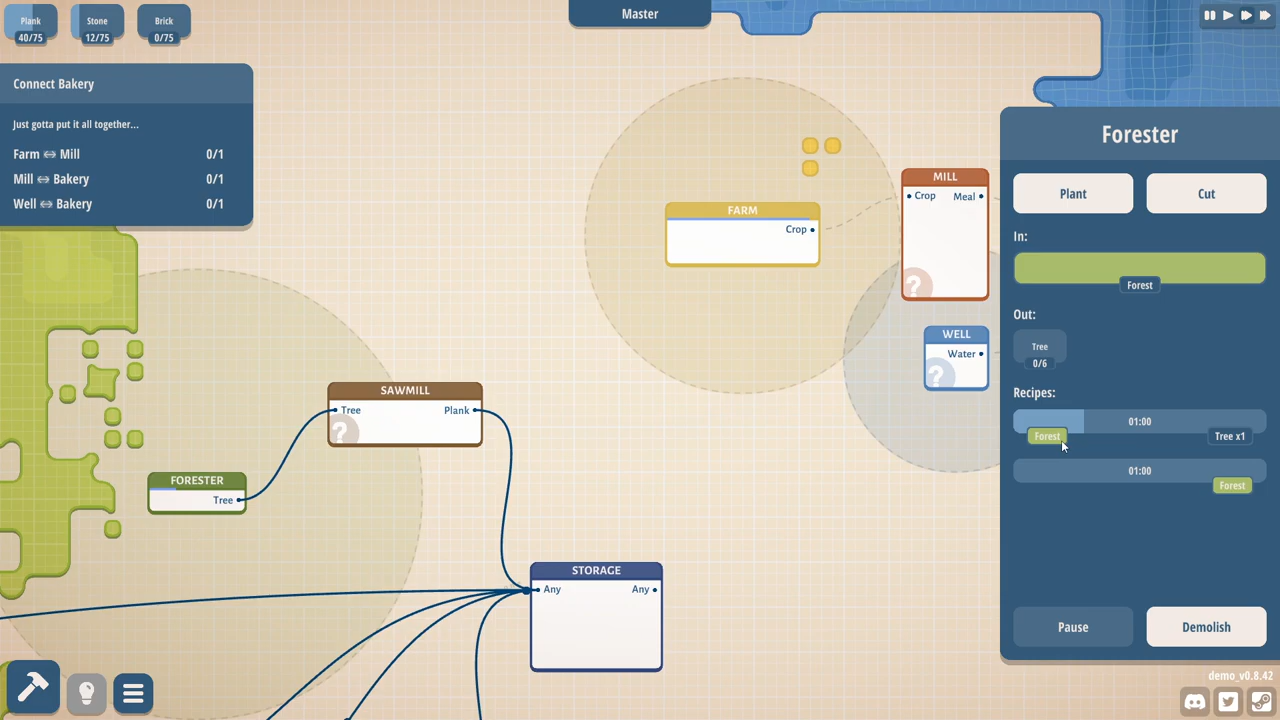 Plank
40/75
Stone
12/75
Brick
0/75
Master
Connect Bakery
Just gotta put it all together...
Farm ⇔ Mill 0/1
Mill ⇔ Bakery 0/1
Well ⇔ Bakery 0/1
FARM
Crop
MILL
Crop Meal
?
WELL
Water
?
SAWMILL
Tree Plank
?
FORESTER
Tree
STORAGE
Any Any
Forester
Plant Cut
In:
Forest
Out:
Tree
0/6
Recipes:
01:00
Forest Tree x1
01:00
Forest
Pause Demolish
demo_v0.8.42